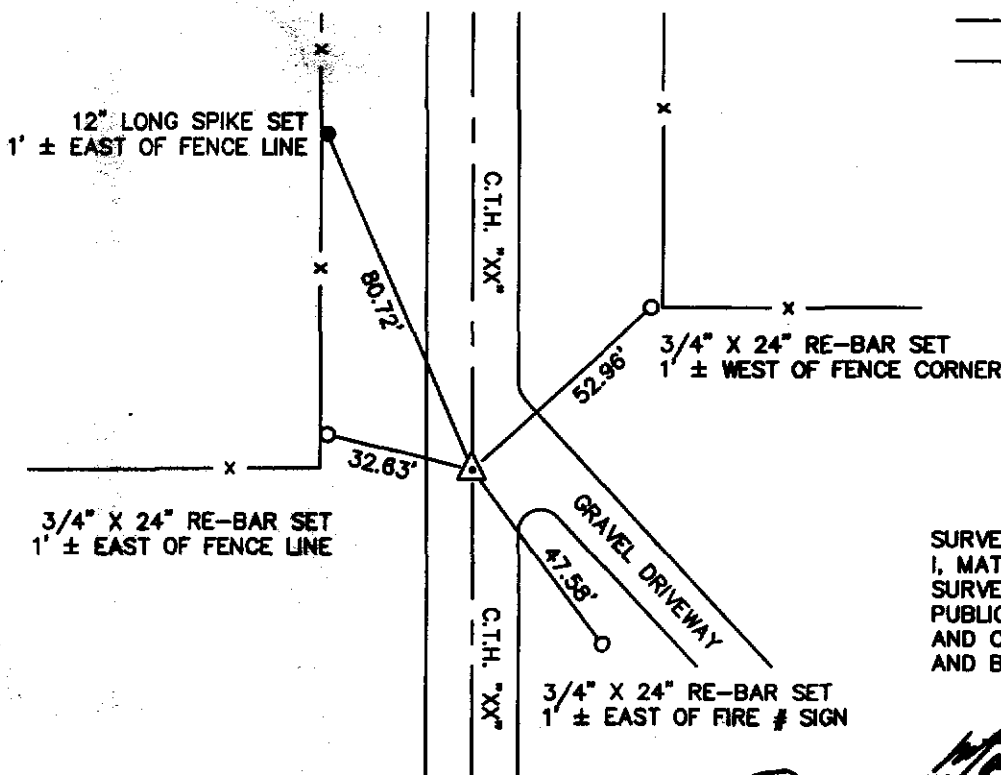 12" LONG SPIKE SET
1' ± EAST OF FENCE LINE
C.T.H. "XX"
80.72'
52.96'
3/4" X 24" RE-BAR SET
1' ± WEST OF FENCE CORNER
32.63'
3/4" X 24" RE-BAR SET
1' ± EAST OF FENCE LINE
GRAVEL DRIVEWAY
47.58'
C.T.H. "XX"
3/4" X 24" RE-BAR SET
1' ± EAST OF FIRE # SIGN
SURVE
I, MAT
SURVE
PUBLIC
AND C
AND B